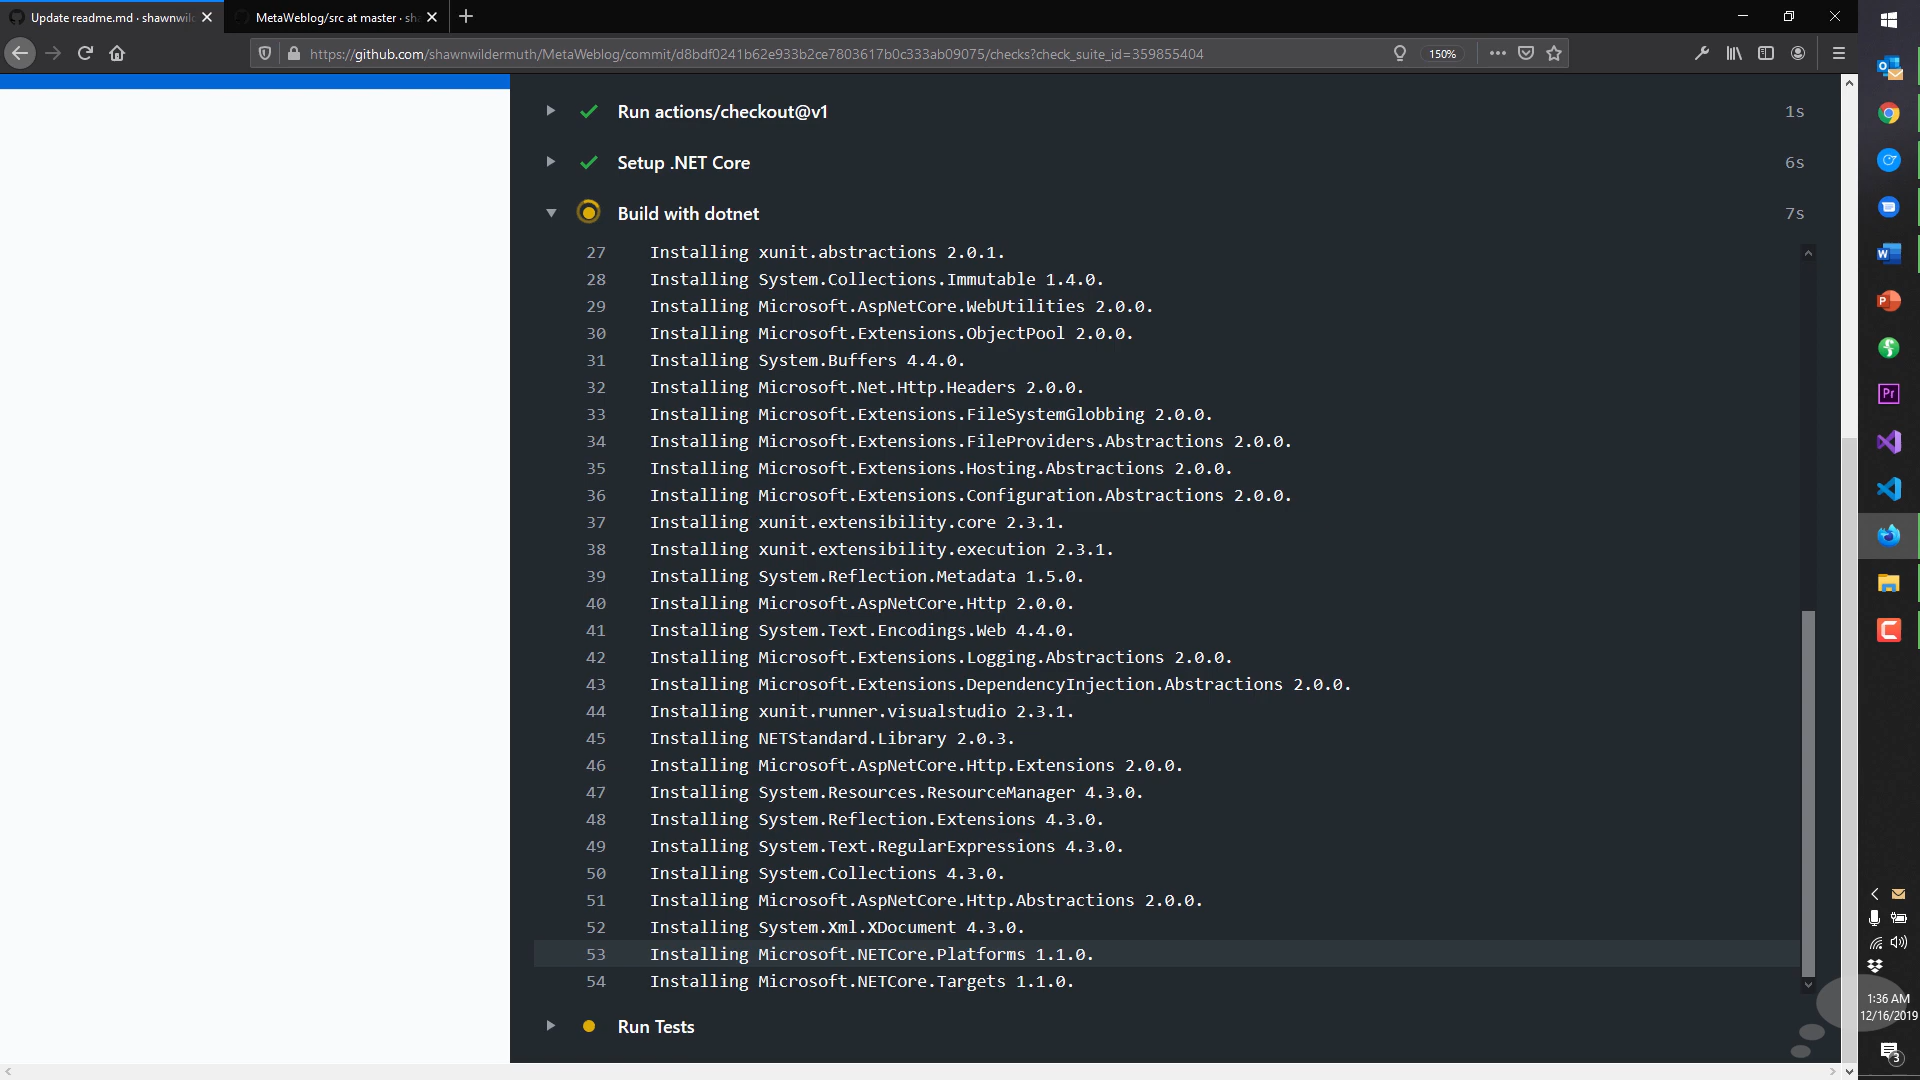 Update readme.md · shawnwil
MetaWeblog/src at master · sh
https://github.com/shawnwildermuth/MetaWeblog/commit/d8bdf0241b62e933b2ce7803617b0c333ab09075/checks?check_suite_id=359855404
150%
Run actions/checkout@v1 1s
Setup .NET Core 6s
Build with dotnet 7s
27 Installing xunit.abstractions 2.0.1.
28 Installing System.Collections.Immutable 1.4.0.
29 Installing Microsoft.AspNetCore.WebUtilities 2.0.0.
30 Installing Microsoft.Extensions.ObjectPool 2.0.0.
31 Installing System.Buffers 4.4.0.
32 Installing Microsoft.Net.Http.Headers 2.0.0.
33 Installing Microsoft.Extensions.FileSystemGlobbing 2.0.0.
34 Installing Microsoft.Extensions.FileProviders.Abstractions 2.0.0.
35 Installing Microsoft.Extensions.Hosting.Abstractions 2.0.0.
36 Installing Microsoft.Extensions.Configuration.Abstractions 2.0.0.
37 Installing xunit.extensibility.core 2.3.1.
38 Installing xunit.extensibility.execution 2.3.1.
39 Installing System.Reflection.Metadata 1.5.0.
40 Installing Microsoft.AspNetCore.Http 2.0.0.
41 Installing System.Text.Encodings.Web 4.4.0.
42 Installing Microsoft.Extensions.Logging.Abstractions 2.0.0.
43 Installing Microsoft.Extensions.DependencyInjection.Abstractions 2.0.0.
44 Installing xunit.runner.visualstudio 2.3.1.
45 Installing NETStandard.Library 2.0.3.
46 Installing Microsoft.AspNetCore.Http.Extensions 2.0.0.
47 Installing System.Resources.ResourceManager 4.3.0.
48 Installing System.Reflection.Extensions 4.3.0.
49 Installing System.Text.RegularExpressions 4.3.0.
50 Installing System.Collections 4.3.0.
51 Installing Microsoft.AspNetCore.Http.Abstractions 2.0.0.
52 Installing System.Xml.XDocument 4.3.0.
53 Installing Microsoft.NETCore.Platforms 1.1.0.
54 Installing Microsoft.NETCore.Targets 1.1.0.
Run Tests
1:36 AM
12/16/2019
3